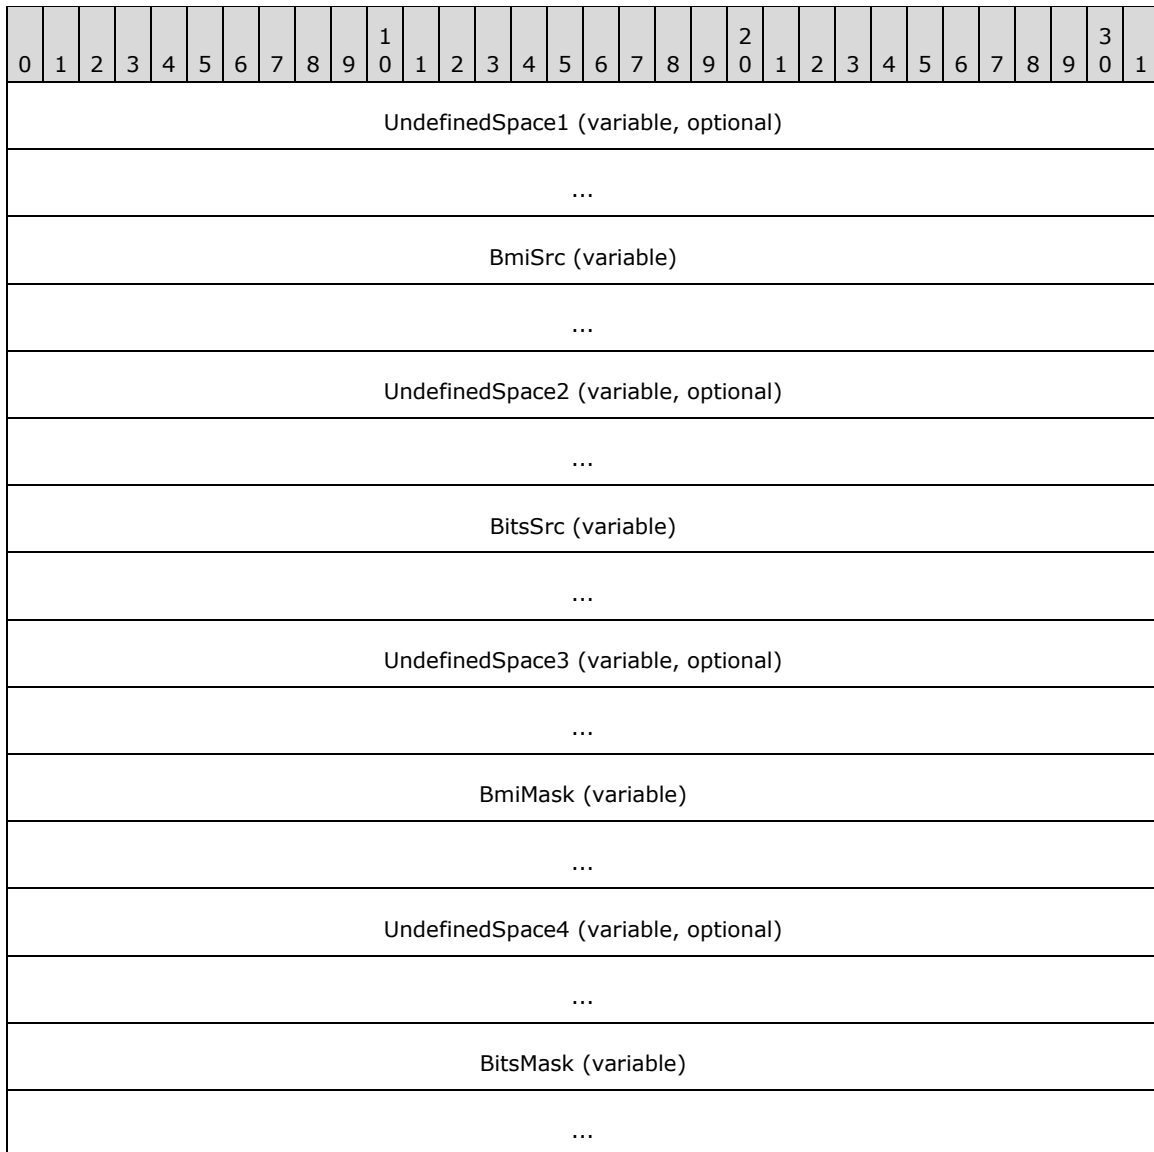 1 2 3
0 1 2 3 4 5 6 7 8 9 0 1 2 3 4 5 6 7 8 9 0 1 2 3 4 5 6 7 8 9 0 1
UndefinedSpace1 (variable, optional)
...
BmiSrc (variable)
...
UndefinedSpace2 (variable, optional)
...
BitsSrc (variable)
...
UndefinedSpace3 (variable, optional)
...
BmiMask (variable)
...
UndefinedSpace4 (variable, optional)
...
BitsMask (variable)
...